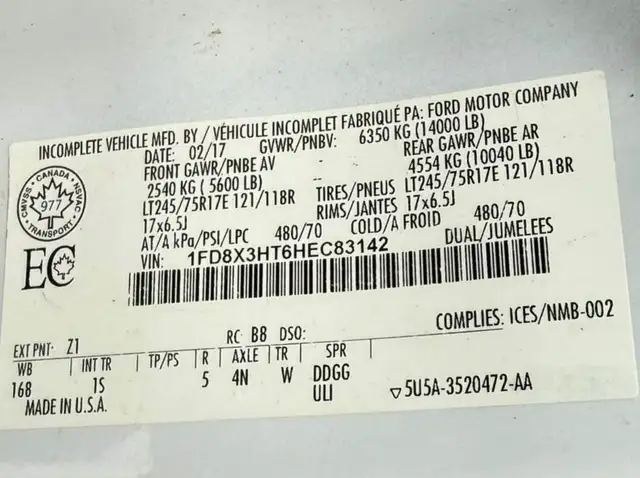 INCOMPLETE VEHICLE MFD. BY / VÉHICULE INCOMPLET FABRIQUÉ PA: FORD MOTOR COMPANY
DATE: 02/17 GVWR/PNBV: 6350 KG (14000 LB)
FRONT GAWR/PNBE AV REAR GAWR/PNBE AR
2540 KG ( 5600 LB) 4554 KG (10040 LB)
LT245/75R17E 121/118R TIRES/PNEUS LT245/75R17E 121/118R
17x6.5J RIMS/JANTES 17x6.5J
AT/A kPa/PSI/LPC 480/70 COLD/A FROID 480/70
VIN: 1FD8X3HT6HEC83142 DUAL/JUMELEES
CANADA
CMVSS 977 NSVAC
TRANSPORT
EC
COMPLIES: ICES/NMB-002
EXT PNT: Z1 RC: B8 DSO:
WB INT TR TP/PS R AXLE TR SPR
168 1S 5 4N W DDGG
ULI
MADE IN U.S.A. ▽5U5A-3520472-AA